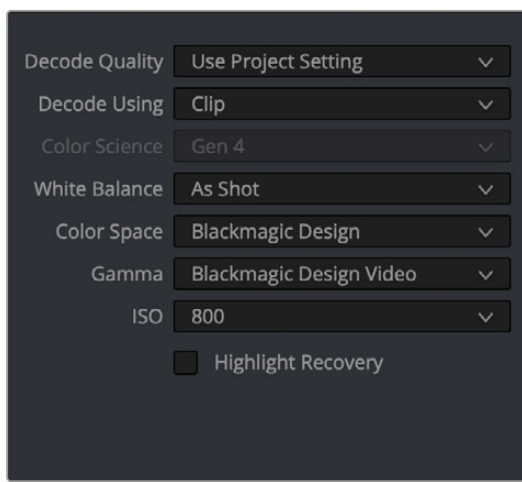 Decode Quality Use Project Setting
Decode Using Clip
Color Science Gen 4
White Balance As Shot
Color Space Blackmagic Design
Gamma Blackmagic Design Video
ISO 800
Highlight Recovery